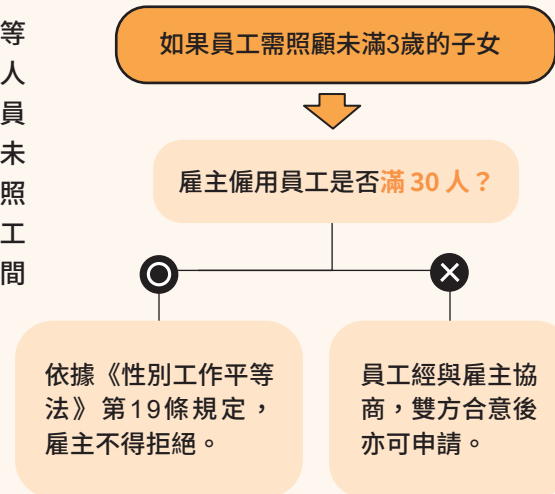 等
人
員
未
照
工
間
如果員工需照顧未滿3歲的子女
雇主僱用員工是否滿 30 人？
依據《性別工作平等
法》第19條規定，
雇主不得拒絕。
員工經與雇主協
商，雙方合意後
亦可申請。